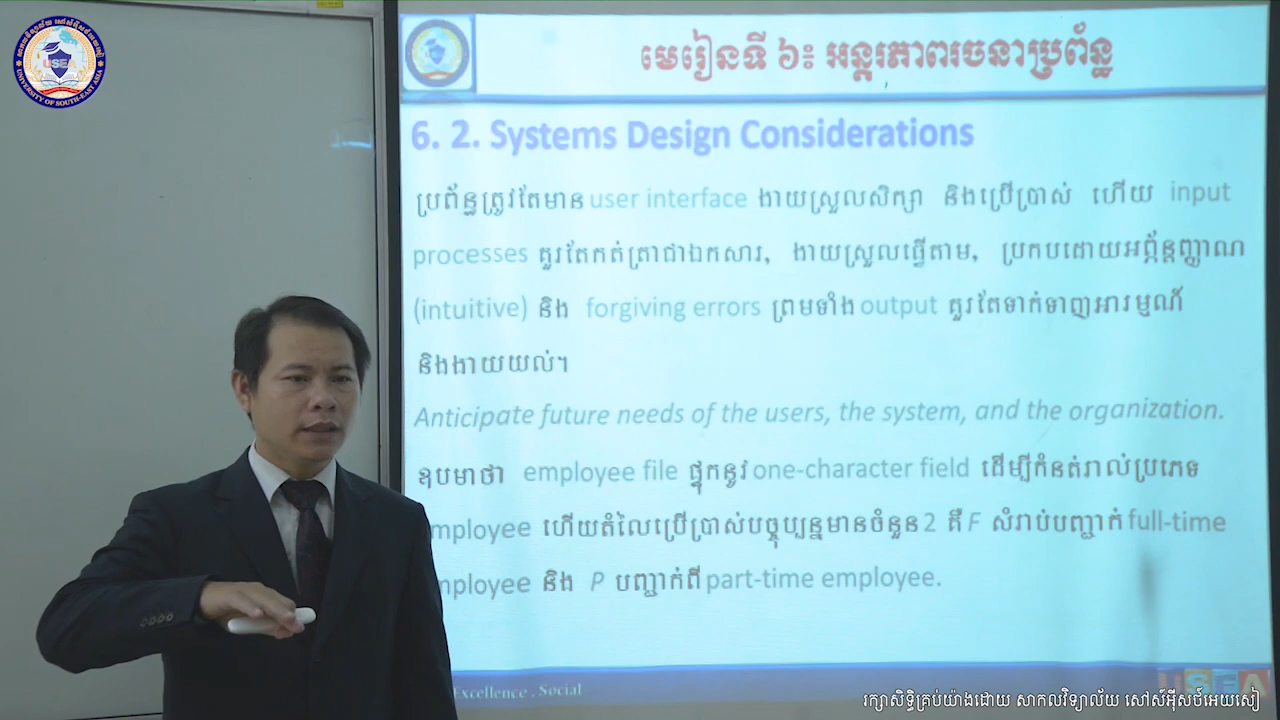 UNIVERSITY OF SOUTH-EAST ASIA
USEA
មេរៀនទី ៦៖ អន្តរភាពរចនាប្រព័ន្ធ
6. 2. Systems Design Considerations
ប្រព័ន្ធត្រូវតែមាន user interface ងាយស្រួលសិក្សា និងប្រើប្រាស់ ហើយ input
processes គួរតែកត់ត្រាជាឯកសារ, ងាយស្រួលធ្វើតាម, ប្រកបដោយអព្ភ័ន្តញ្ញាណ
(intuitive) និង forgiving errors ព្រមទាំង output គួរតែទាក់ទាញអារម្មណ៍
និងងាយយល់។
Anticipate future needs of the users, the system, and the organization.
ឧបមាថា employee file ផ្ទុកនូវ one-character field ដើម្បីកំនត់រាល់ប្រភេទ
mployee ហើយតំលៃប្រើប្រាស់បច្ចុប្បន្នមានចំនួន 2 គឺ F សំរាប់បញ្ជាក់ full-time
mployee និង P បញ្ជាក់ពី part-time employee.
Excellence . Social
USEA
រក្សាសិទ្ធិគ្រប់យ៉ាងដោយ សាកលវិទ្យាល័យ សៅស៍អ៊ីសថ៍អេយសៀ